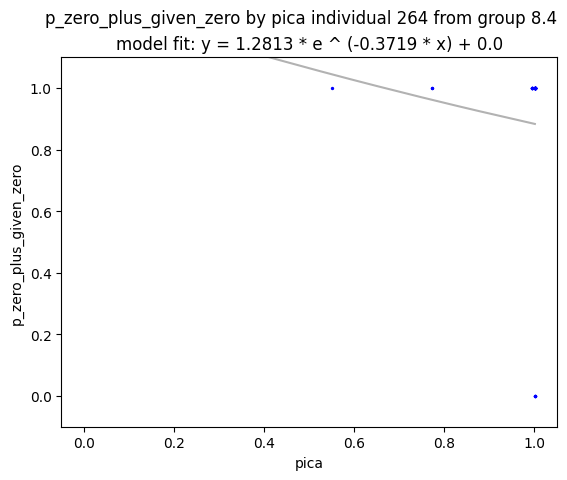 p_zero_plus_given_zero by pica individual 264 from group 8.4
model fit: y = 1.2813 * e ^ (-0.3719 * x) + 0.0
1.0
0.8
0.6
0.4
0.2
0.0
p_zero_plus_given_zero
0.0 0.2 0.4 0.6 0.8 1.0
pica